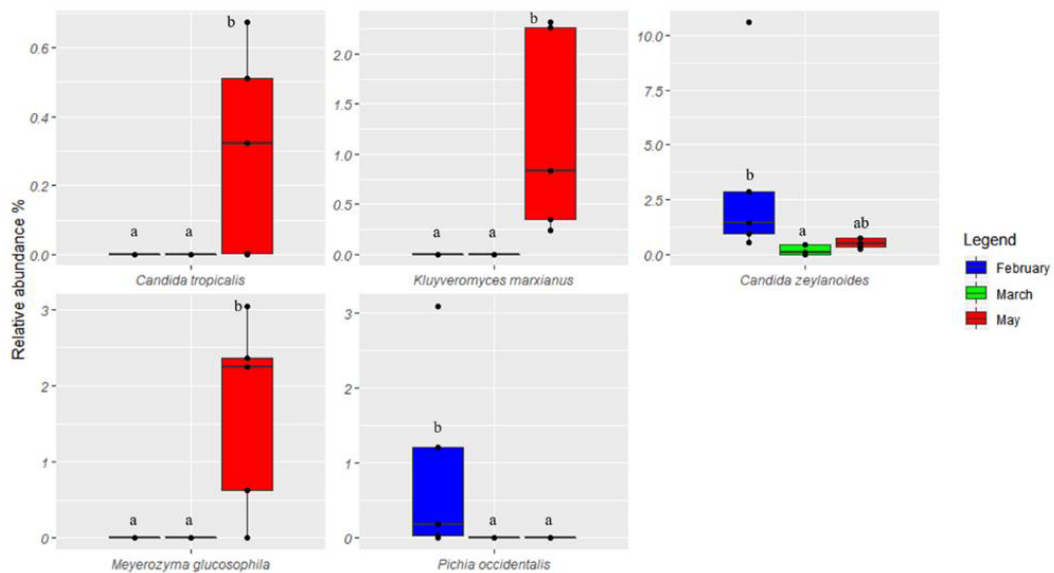 Relative abundance %
0.6
0.4
0.2
0.0
a
a
b
Candida tropicalis
2.0
1.5
1.0
0.5
0.0
a
a
b
Kluyveromyces marxianus
10.0
7.5
5.0
2.5
0.0
b
a
ab
Candida zeylanoides
3
2
1
0
a
a
b
Meyerozyma glucosophila
3
2
1
0
b
a
a
Pichia occidentalis
Legend
February
March
May